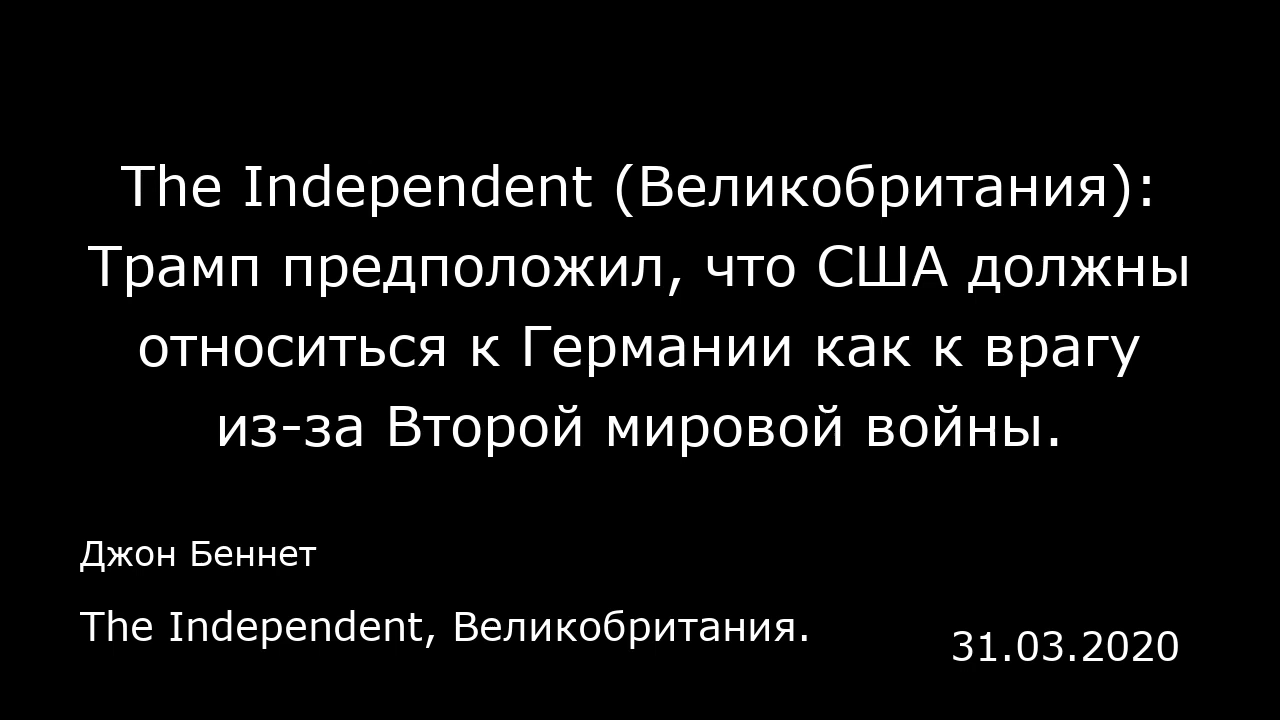 The Independent (Великобритания):
Трамп предположил, что США должны
относиться к Германии как к врагу
из-за Второй мировой войны.
Джон Беннет
The Independent, Великобритания.
31.03.2020